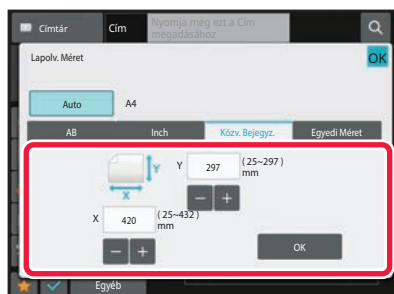 Címtár Cím Nyomja meg ezt a Cím
megadásához
Lapolv. Méret OK
Auto A4
AB Inch Közv. Bejegyz. Egyedi Méret
Y Y 297 (25~297)
mm
X
X 420 (25~432)
mm
OK
Egyéb